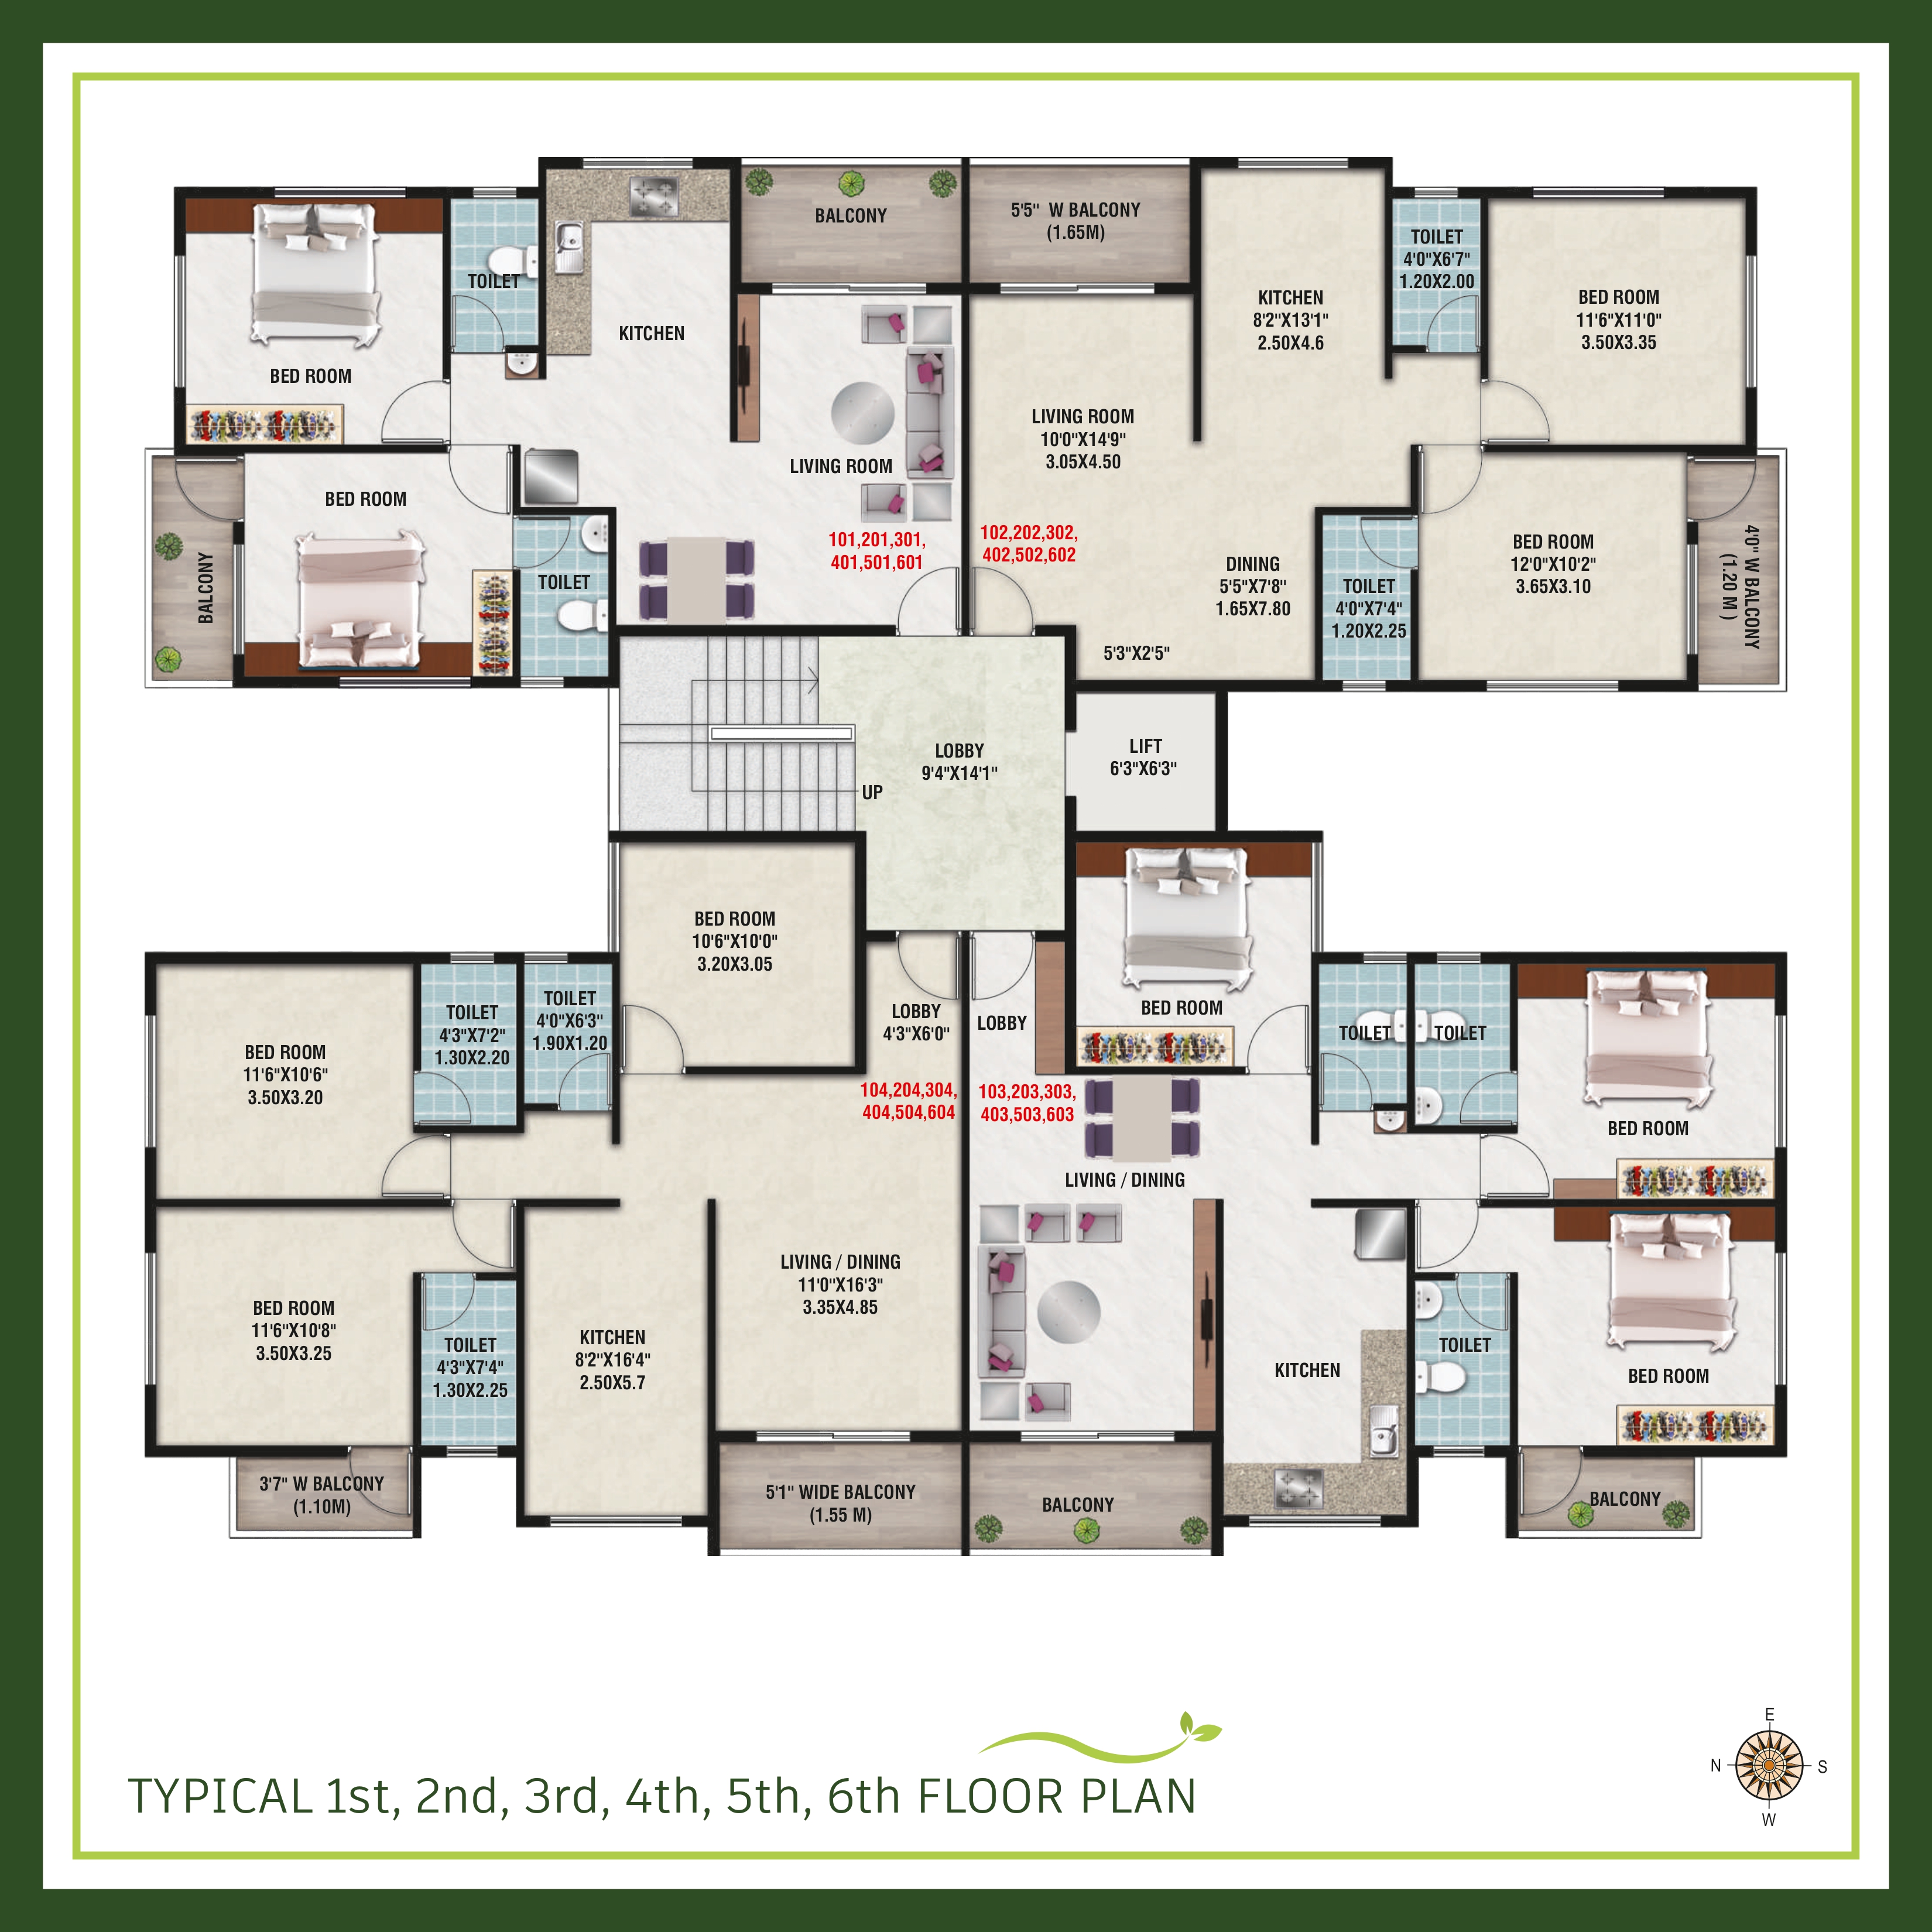 BALCONY
5'5" W BALCONY
(1.65M)
TOILET
KITCHEN
BED ROOM
LIVING ROOM
101,201,301,
401,501,601
BED ROOM
TOILET
BALCONY
LIVING ROOM
10'0"X14'9"
3.05X4.50
102,202,302,
402,502,602
KITCHEN
8'2"X13'1"
2.50X4.6
TOILET
4'0"X6'7"
1.20X2.00
BED ROOM
11'6"X11'0"
3.50X3.35
DINING
5'5"X7'8"
1.65X7.80
5'3"X2'5"
TOILET
4'0"X7'4"
1.20X2.25
BED ROOM
12'0"X10'2"
3.65X3.10
4'0" W BALCONY
(1.20 M )
LOBBY
9'4"X14'1"
UP
LIFT
6'3"X6'3"
BED ROOM
10'6"X10'0"
3.20X3.05
LOBBY
4'3"X6'0"
104,204,304,
404,504,604
BED ROOM
11'6"X10'6"
3.50X3.20
TOILET
4'3"X7'2"
1.30X2.20
TOILET
4'0"X6'3"
1.90X1.20
BED ROOM
11'6"X10'8"
3.50X3.25
TOILET
4'3"X7'4"
1.30X2.25
KITCHEN
8'2"X16'4"
2.50X5.7
LIVING / DINING
11'0"X16'3"
3.35X4.85
3'7" W BALCONY
(1.10M)
5'1" WIDE BALCONY
(1.55 M)
LOBBY
103,203,303,
403,503,603
BED ROOM
TOILET
TOILET
BED ROOM
LIVING / DINING
KITCHEN
TOILET
BED ROOM
BALCONY
BALCONY
TYPICAL 1st, 2nd, 3rd, 4th, 5th, 6th FLOOR PLAN
E
N
S
W